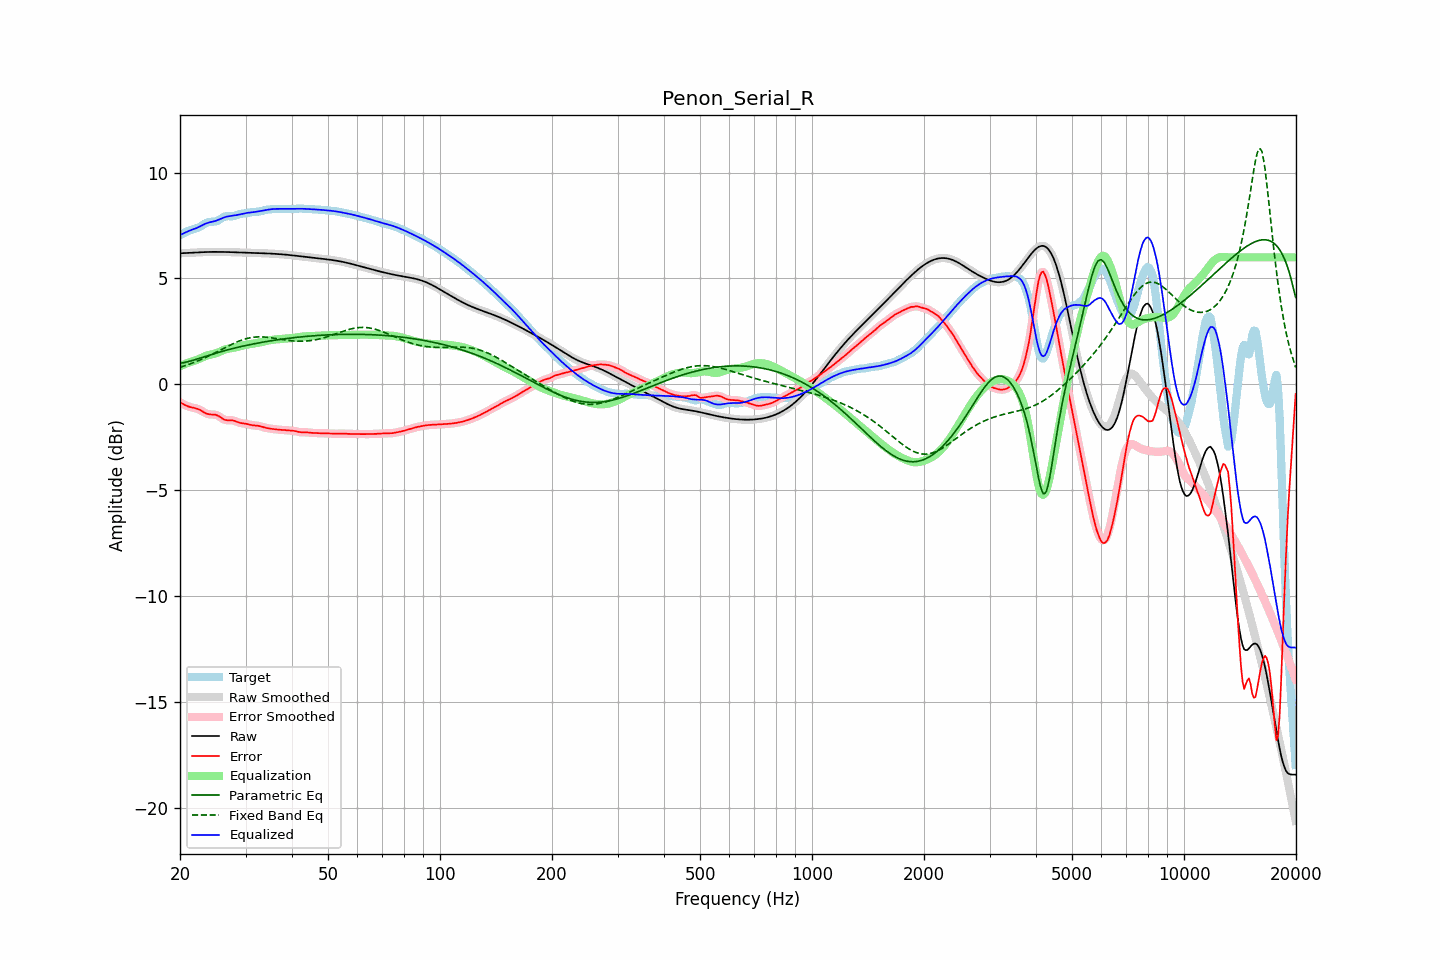 Penon_Serial_R
Amplitude (dBr)
10
5
0
−5
−10
−15
−20
Target
Raw Smoothed
Error Smoothed
Raw
Error
Equalization
Parametric Eq
Fixed Band Eq
Equalized
20 50 100 200 500 1000 2000 5000 10000 20000
Frequency (Hz)